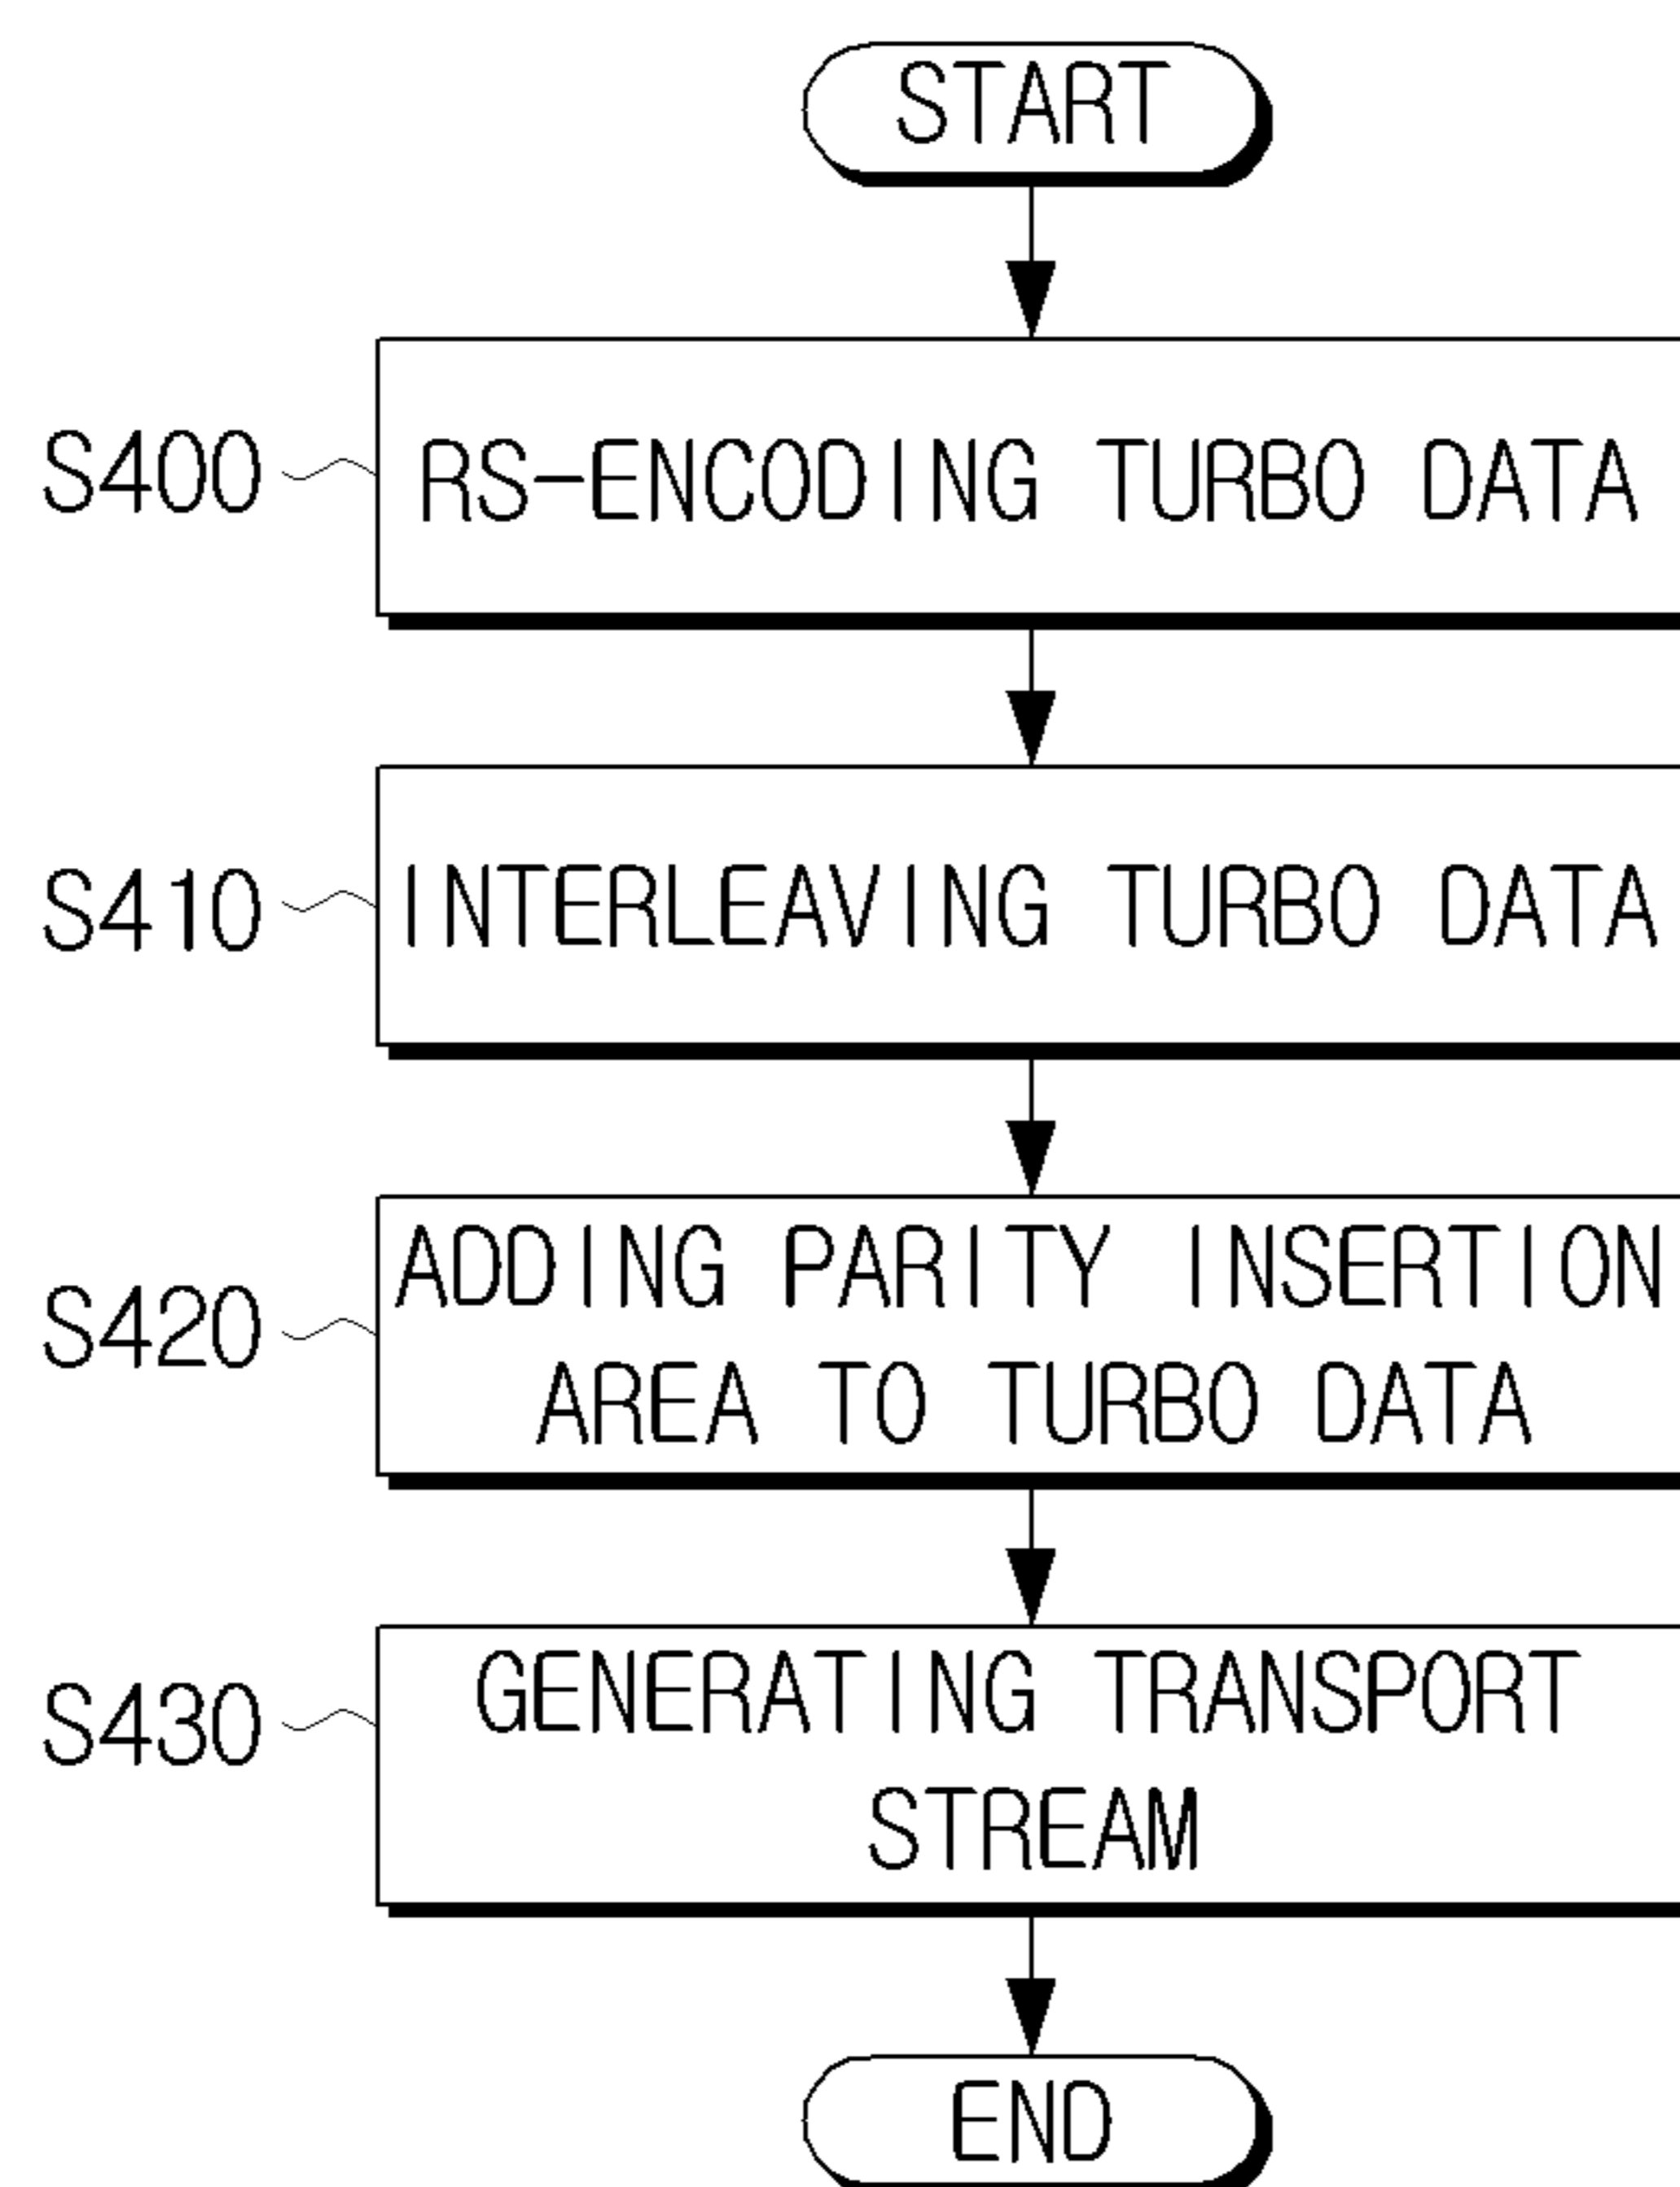 START
S400
RS-ENCODING TURBO DATA
S410
INTERLEAVING TURBO DATA
S420
ADDING PARITY INSERTION
AREA TO TURBO DATA
S430
GENERATING TRANSPORT
STREAM
END